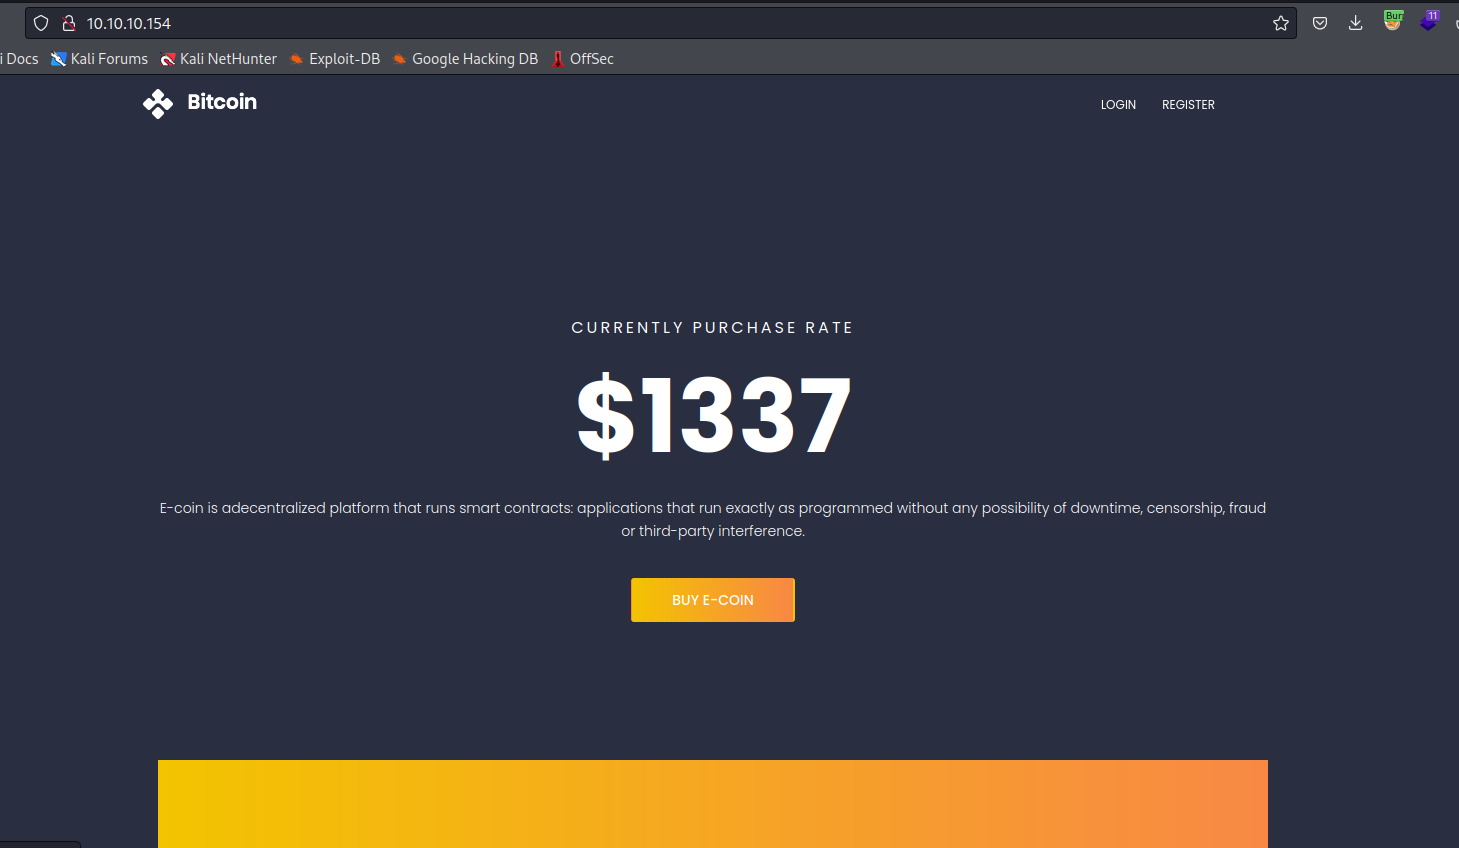 10.10.10.154
i Docs Kali Forums Kali NetHunter Exploit-DB Google Hacking DB OffSec
Bur
11
Bitcoin
LOGIN REGISTER
CURRENTLY PURCHASE RATE
$1337
E-coin is adecentralized platform that runs smart contracts: applications that run exactly as programmed without any possibility of downtime, censorship, fraud
or third-party interference.
BUY E-COIN